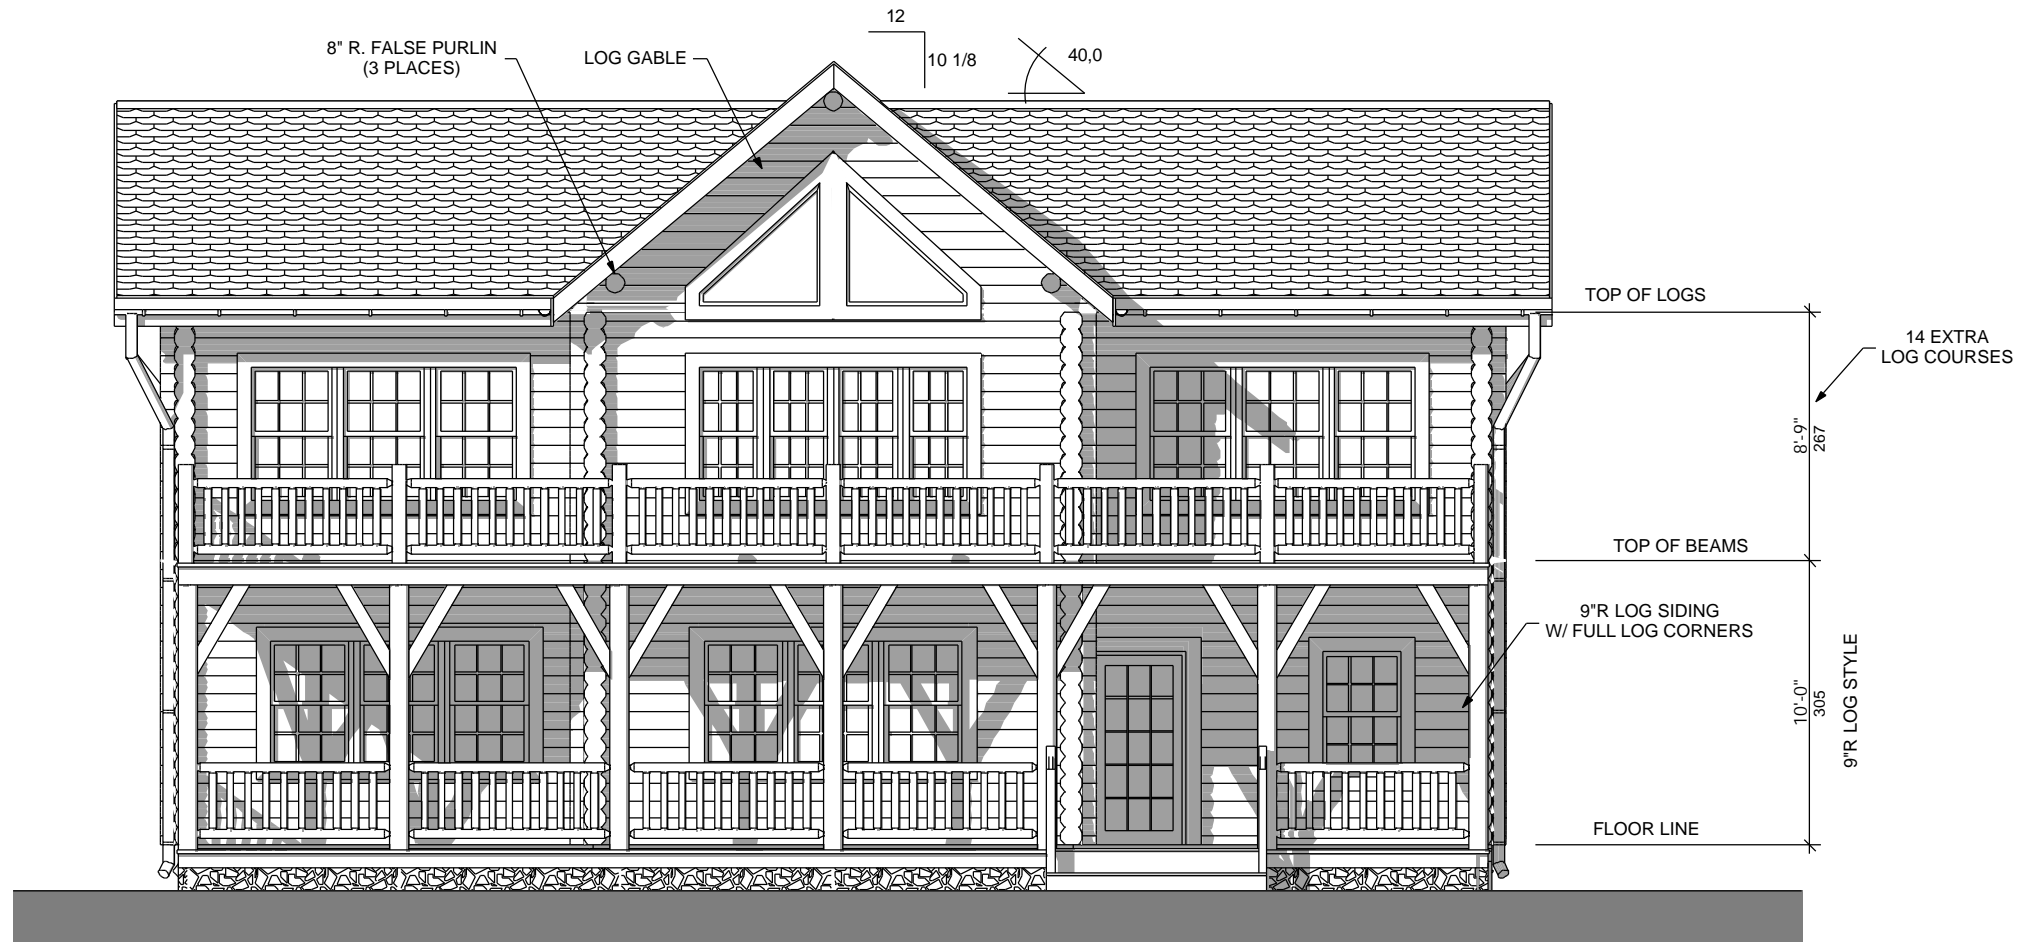 12
10 1/8
40,0
8" R. FALSE PURLIN
(3 PLACES)
LOG GABLE
TOP OF LOGS
14 EXTRA
LOG COURSES
8'-9"
267
TOP OF BEAMS
9"R LOG SIDING
W/ FULL LOG CORNERS
10'-0"
305
9"R LOG STYLE
FLOOR LINE